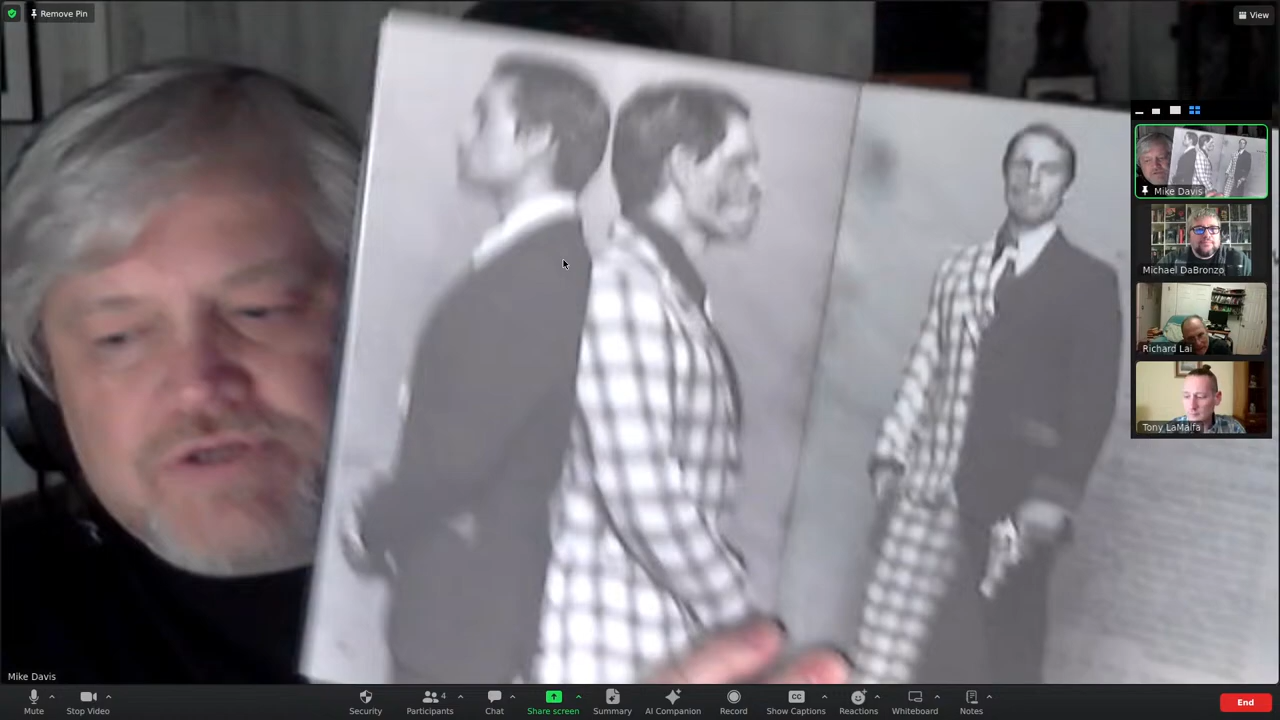 Remove Pin
View
Mike Davis
Michael DaBronzo
Richard Lai
Tony LaMalfa
Mike Davis
Mute
Stop Video
Security
Participants
4
Chat
Share screen
Summary
AI Companion
Record
CC
Show Captions
Reactions
Whiteboard
Notes
End